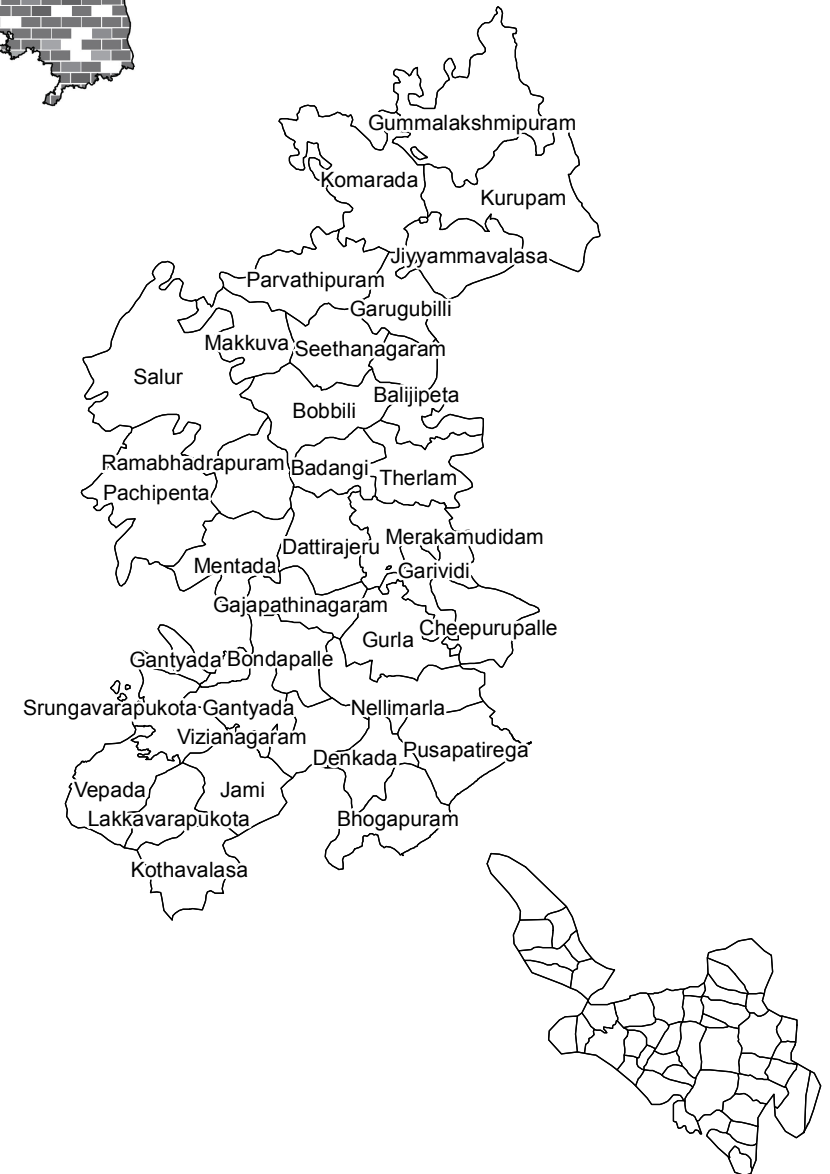 Gummalakshmipuram
Komarada
Kurupam
Jiyyammavalasa
Parvathipuram
Garugubilli
Makkuva
Seethanagaram
Salur
Balijipeta
Bobbili
Ramabhadrapuram
Badangi
Therlam
Pachipenta
Merakamudidam
Dattirajeru
Mentada
Garividi
Gajapathinagaram
Cheepurupalle
Gurla
Gantyada
Bondapalle
Srungavarapukota
Gantyada
Nellimarla
Vizianagaram
Pusapatirega
Denkada
Vepada
Jami
Lakkavarapukota
Bhogapuram
Kothavalasa